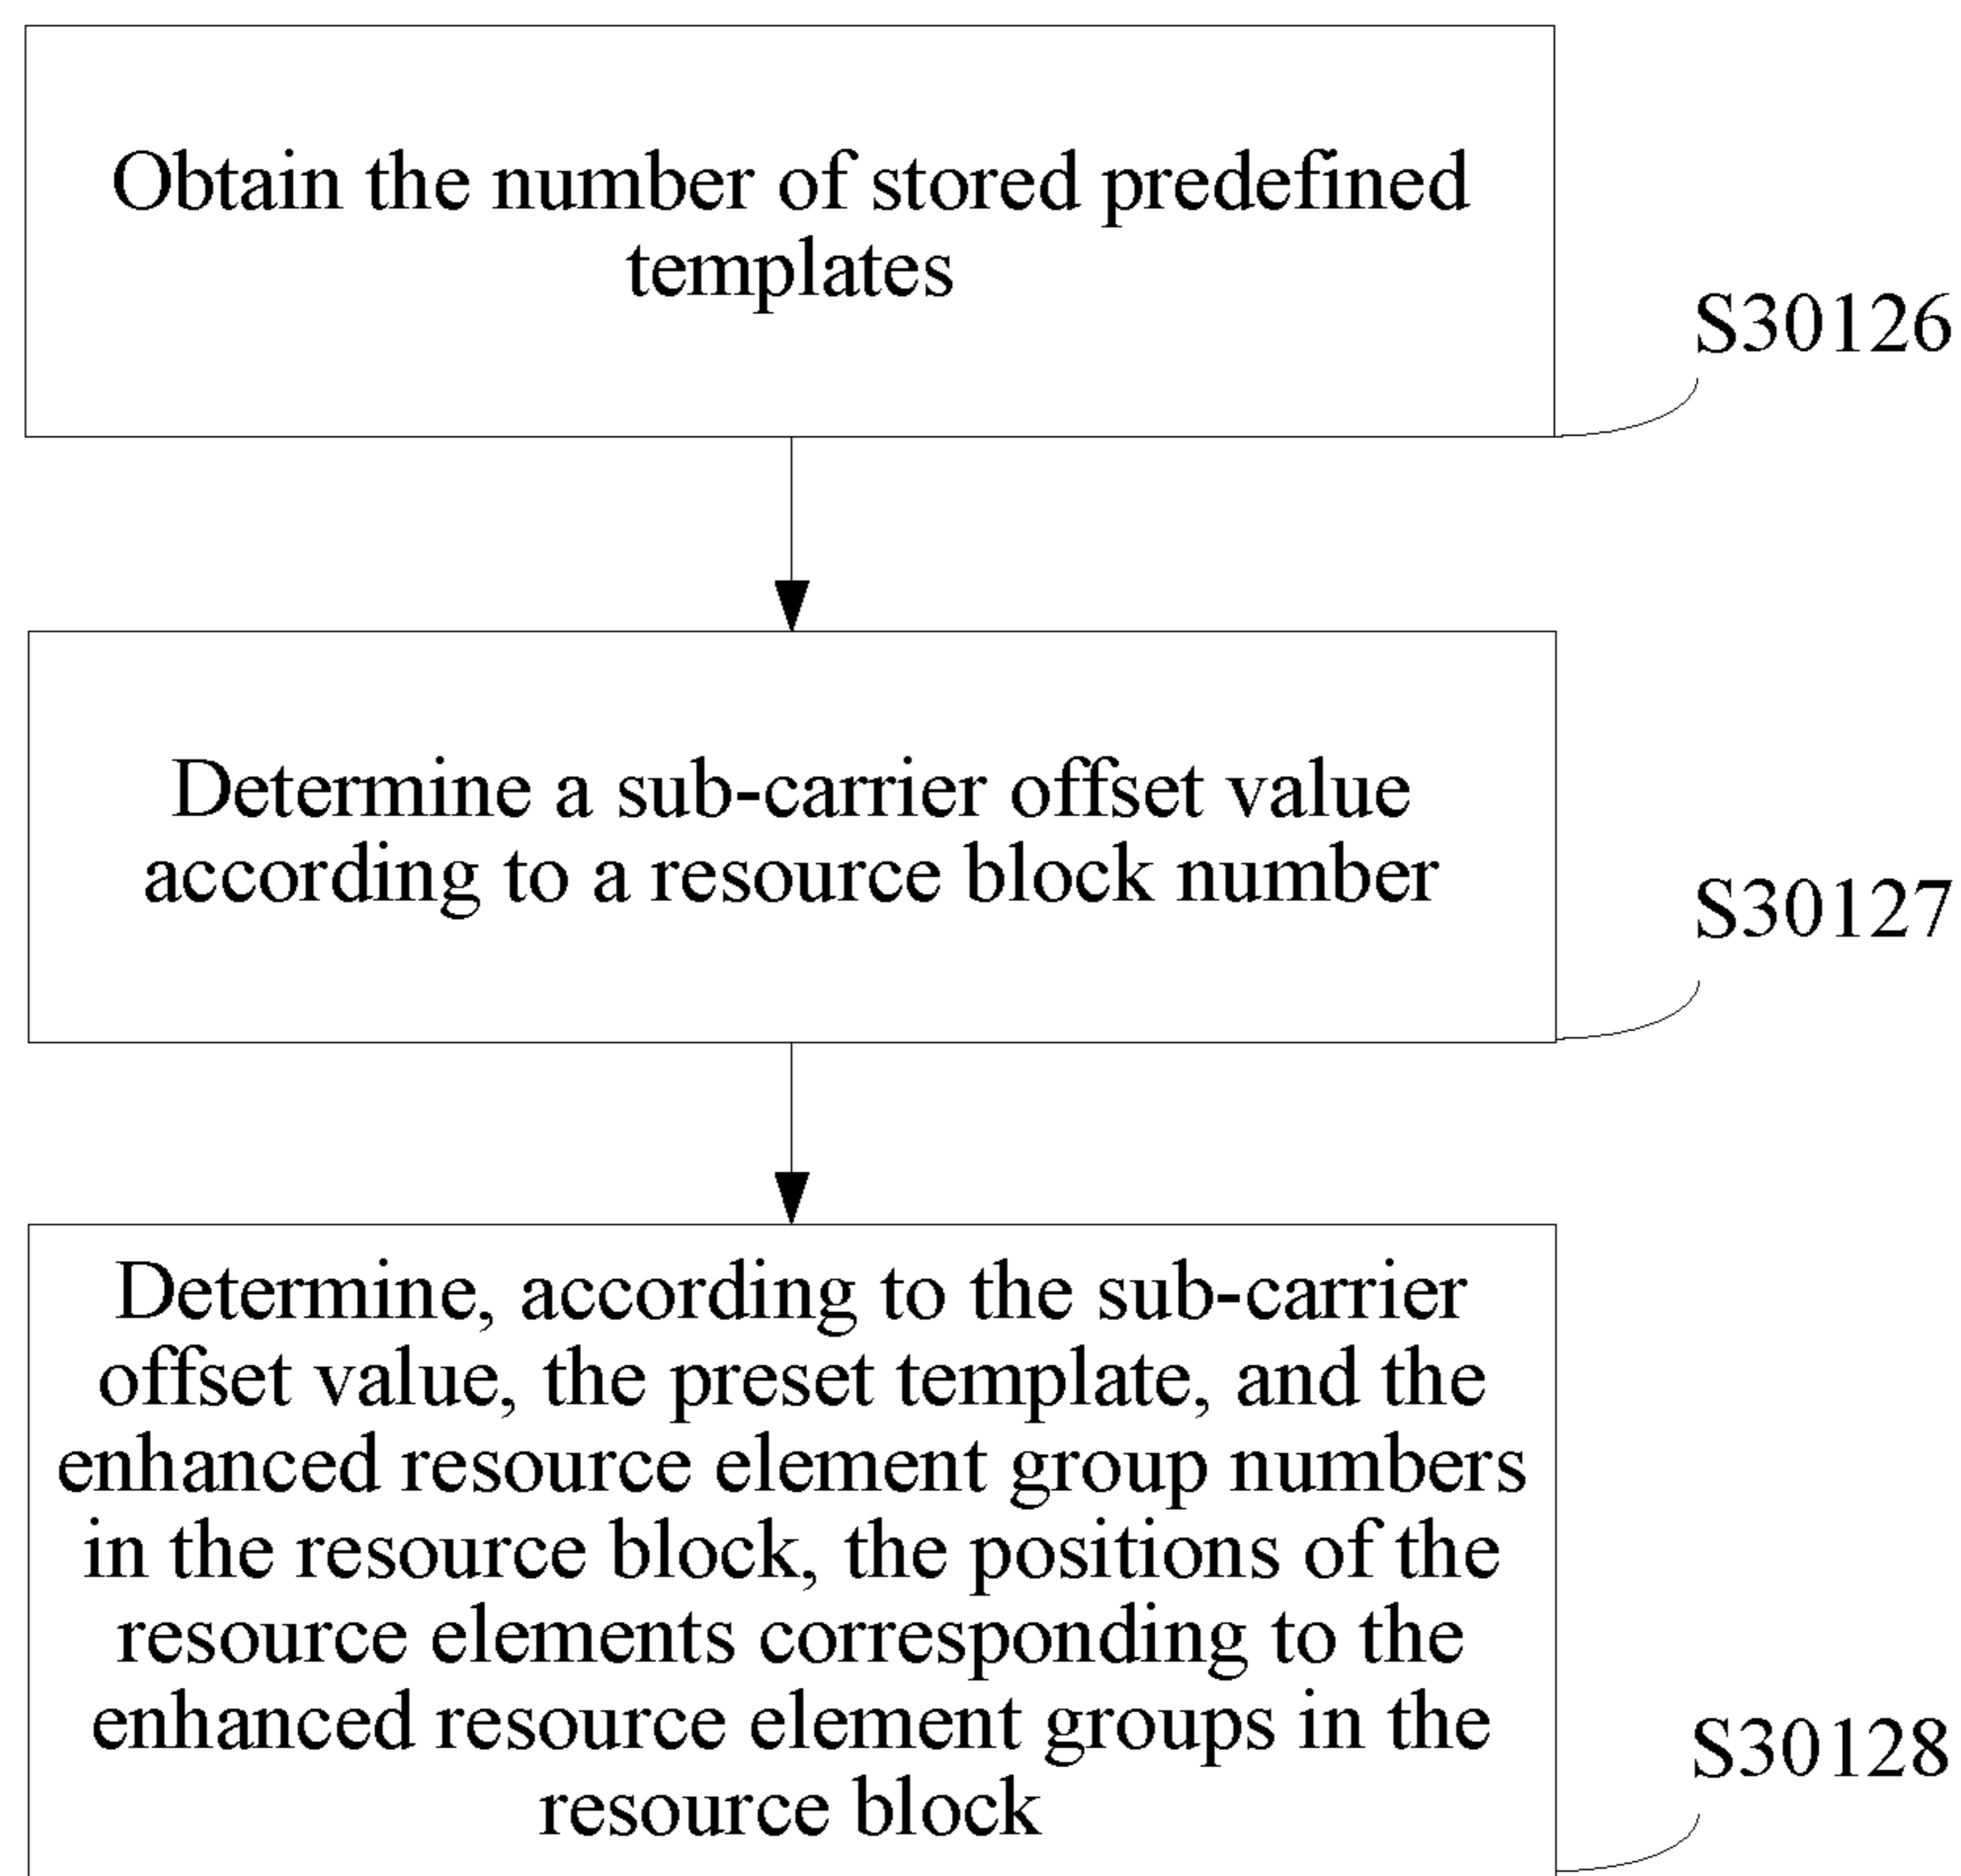 Obtain the number of stored predefined
templates
S30126
Determine a sub-carrier offset value
according to a resource block number
S30127
Determine, according to the sub-carrier
offset value, the preset template, and the
enhanced resource element group numbers
in the resource block, the positions of the
resource elements corresponding to the
enhanced resource element groups in the
resource block
S30128